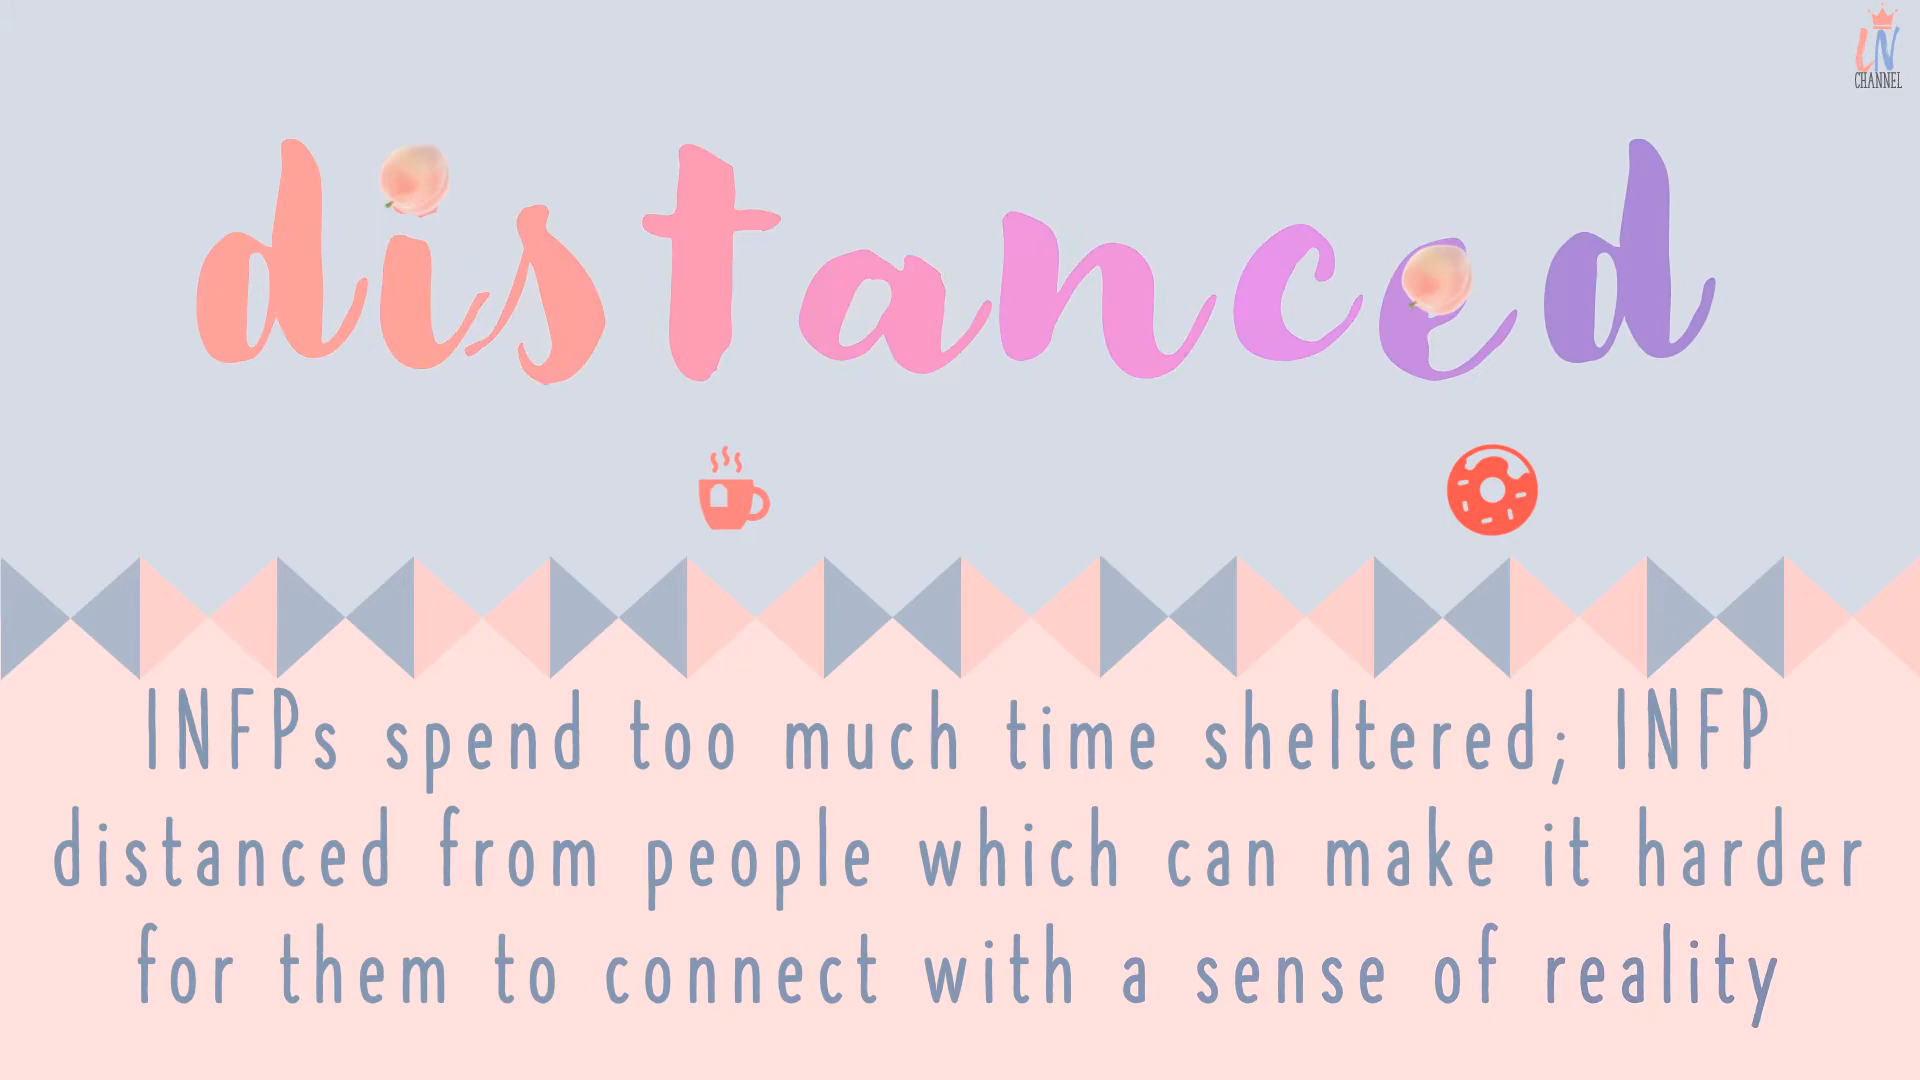 LN
CHANNEL
distanced
INFPs spend too much time sheltered; INFP
distanced from people which can make it harder
for them to connect with a sense of reality